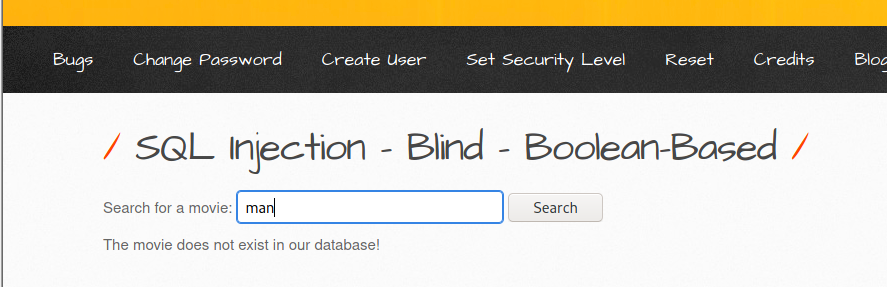 Bugs Change Password Create User Set Security Level Reset Credits Blog
/ SQL Injection - Blind - Boolean-Based /
Search for a movie: man Search
The movie does not exist in our database!